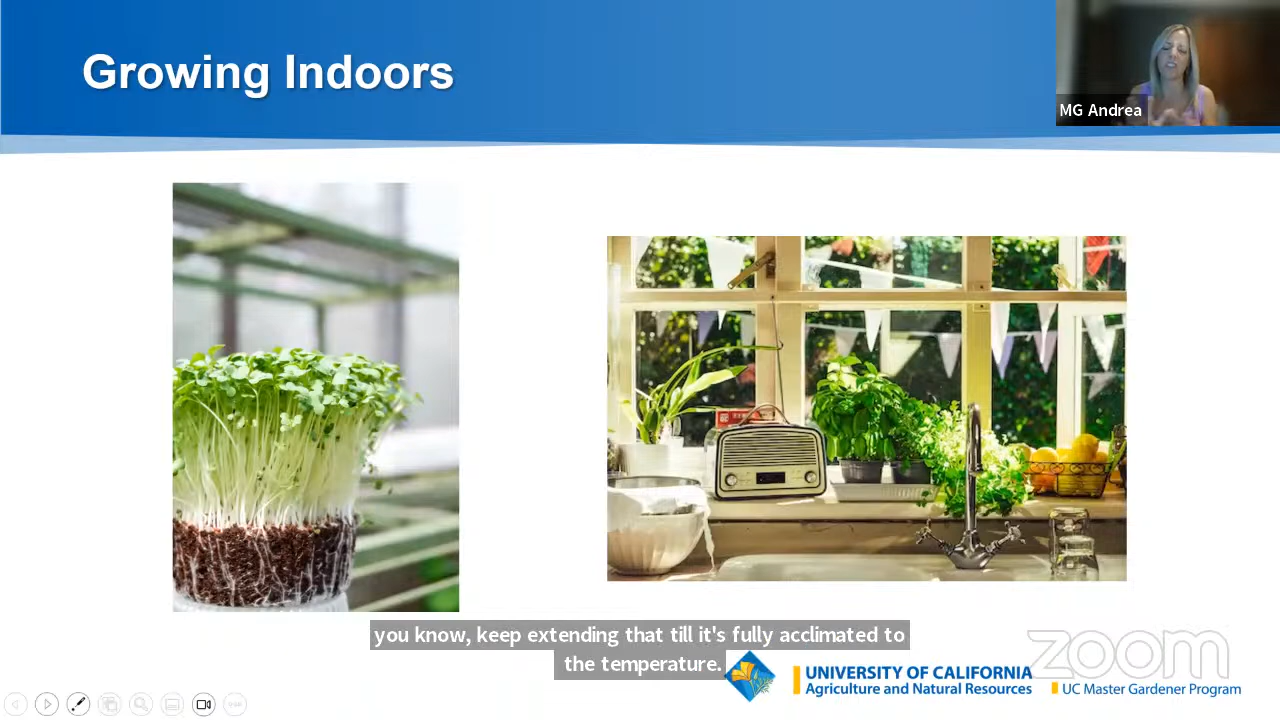 Growing Indoors
MG Andrea
you know, keep extending that till it's fully acclimated to
the temperature.
zoom
UNIVERSITY OF CALIFORNIA
Agriculture and Natural Resources
UC Master Gardener Program